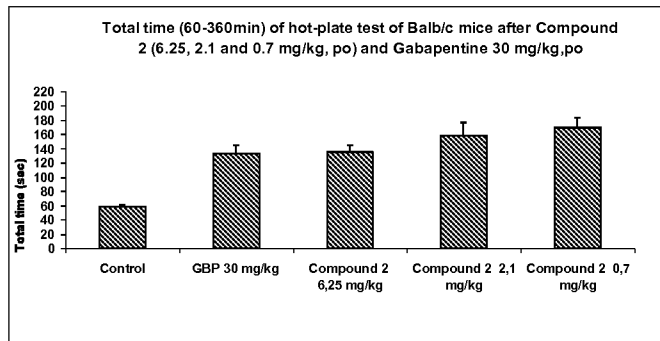 Total time (60-360min) of hot-plate test of Balb/c mice after Compound
2 (6.25, 2.1 and 0.7 mg/kg, po) and Gabapentine 30 mg/kg,po
Total time (sec)
220
200
180
160
140
120
100
80
60
40
20
0
Control
GBP 30 mg/kg
Compound 2
6,25 mg/kg
Compound 2 2,1
mg/kg
Compound 2 0,7
mg/kg